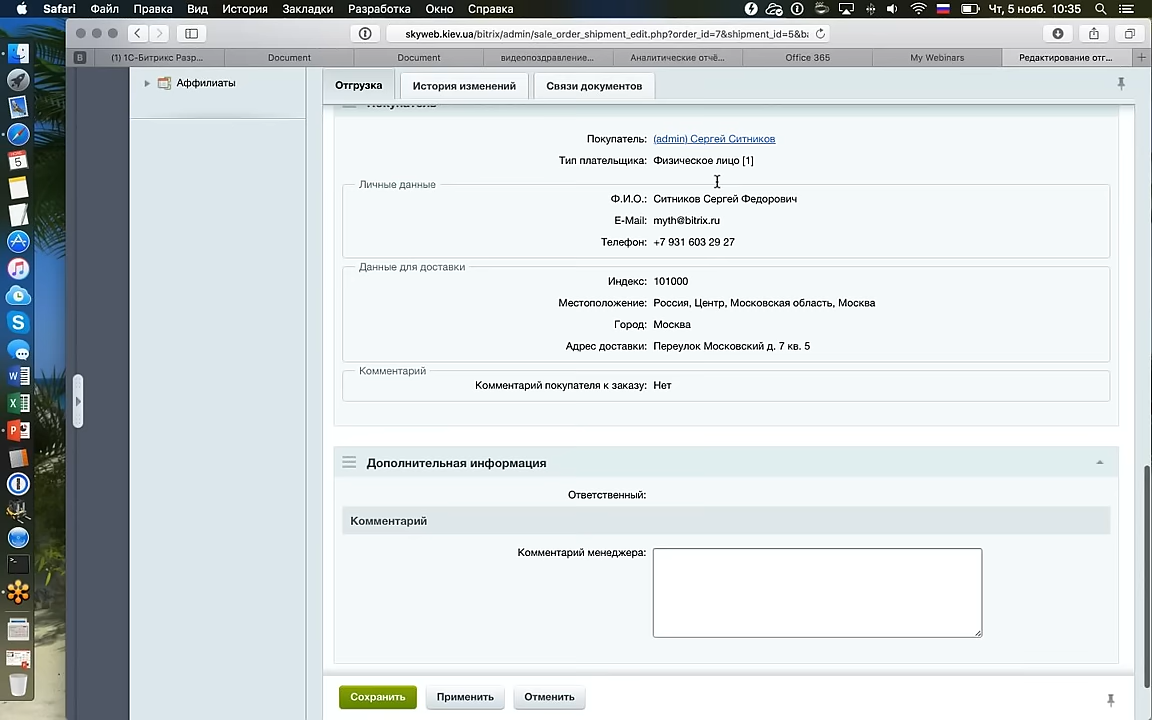 Safari Файл Правка Вид История Закладки Разработка Окно Справка Чт, 5 нояб. 10:35
skyweb.kiev.ua/bitrix/admin/sale_order_shipment_edit.php?order_id=7&shipment_id=5&b
B (1) 1С-Битрикс Разр... Document Document видеопоздравление... Аналитические отчё... Office 365 My Webinars Редактирование отг...
Аффилиаты
Отгрузка История изменений Связи документов
Покупатель
Покупатель: (admin) Сергей Ситников
Тип плательщика: Физическое лицо [1]
Личные данные
Ф.И.О.: Ситников Сергей Федорович
E-Mail: myth@bitrix.ru
Телефон: +7 931 603 29 27
Данные для доставки
Индекс: 101000
Местоположение: Россия, Центр, Московская область, Москва
Город: Москва
Адрес доставки: Переулок Московский д. 7 кв. 5
Комментарий
Комментарий покупателя к заказу: Нет
Дополнительная информация
Ответственный:
Комментарий
Комментарий менеджера:
Сохранить Применить Отменить